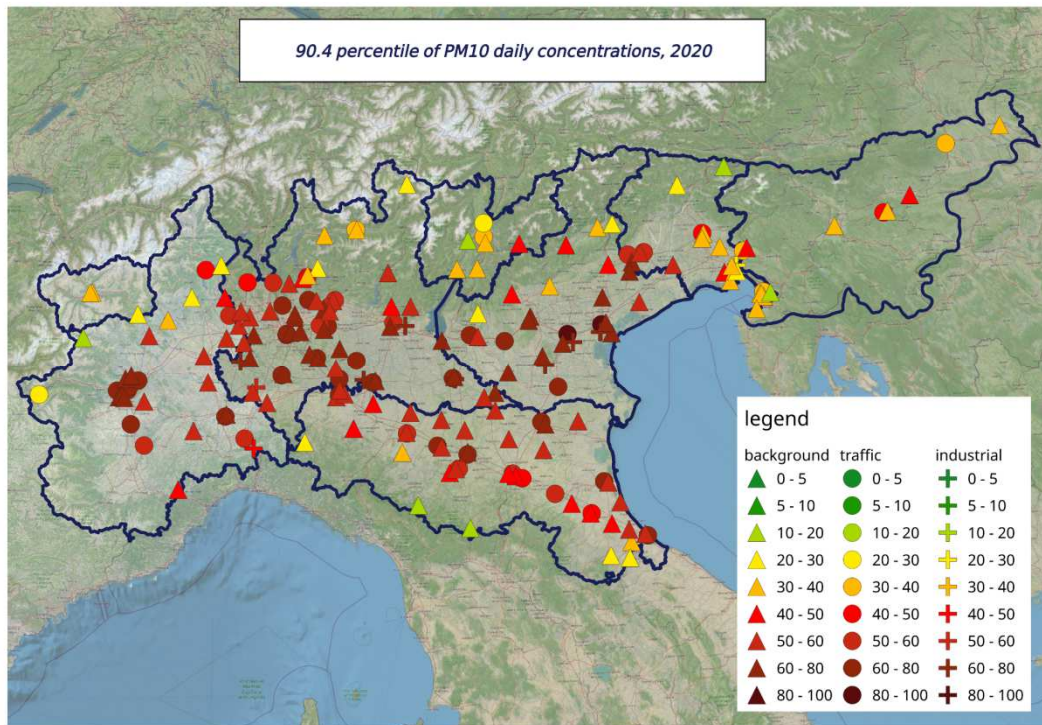 90.4 percentile of PM10 daily concentrations, 2020
legend
background traffic industrial
0 - 5 0 - 5 0 - 5
5 - 10 5 - 10 5 - 10
10 - 20 10 - 20 10 - 20
20 - 30 20 - 30 20 - 30
30 - 40 30 - 40 30 - 40
40 - 50 40 - 50 40 - 50
50 - 60 50 - 60 50 - 60
60 - 80 60 - 80 60 - 80
80 - 100 80 - 100 80 - 100